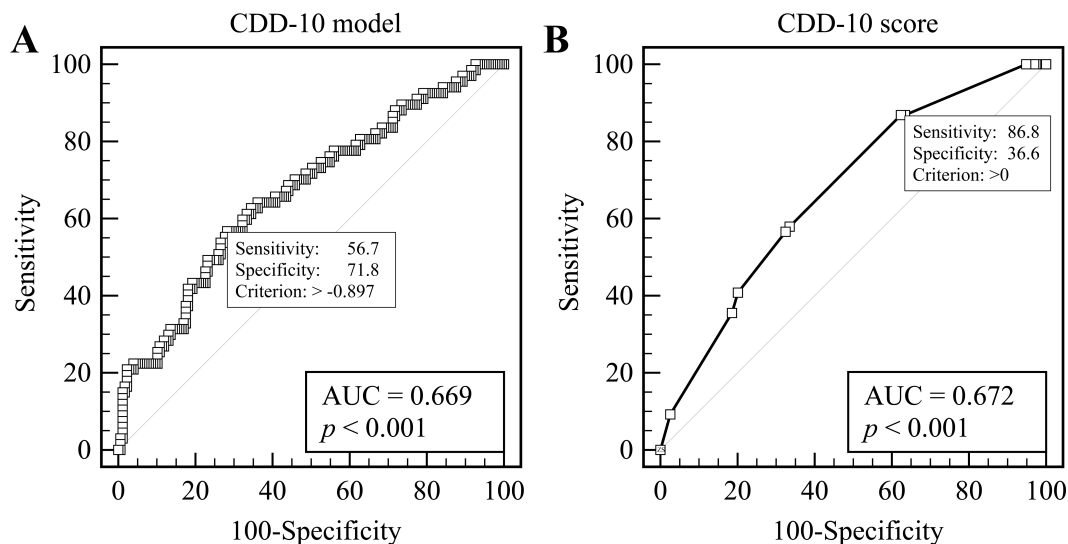 A
CDD-10 model
Sensitivity
100
80
60
40
20
0
Sensitivity: 56.7
Specificity: 71.8
Criterion: > -0.897
AUC = 0.669
p < 0.001
0 20 40 60 80 100
100-Specificity
B
CDD-10 score
Sensitivity
100
80
60
40
20
0
Sensitivity: 86.8
Specificity: 36.6
Criterion: >0
AUC = 0.672
p < 0.001
0 20 40 60 80 100
100-Specificity